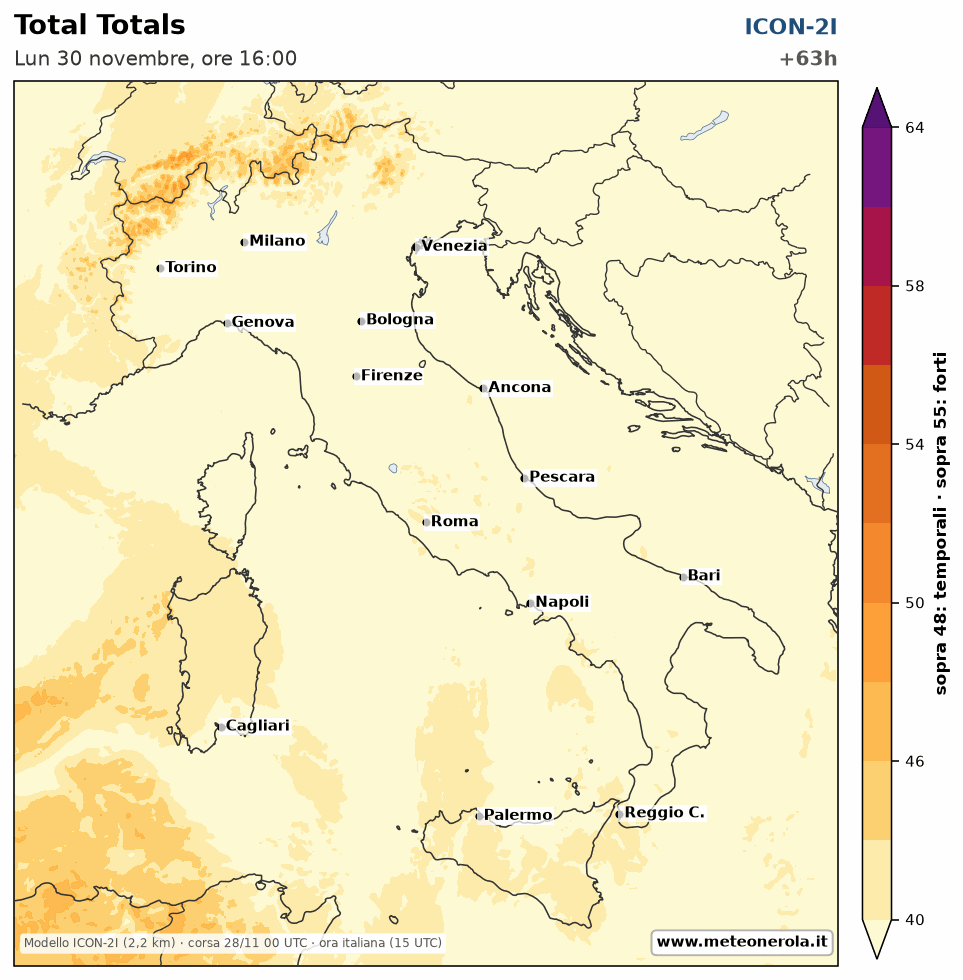 Total Totals
ICON-2I
Lun 30 novembre, ore 16:00
+63h
Milano
Venezia
Torino
Genova
Bologna
Firenze
Ancona
Pescara
Roma
Bari
Napoli
Cagliari
Palermo
Reggio C.
64
58
54
50
46
40
sopra 48: temporali · sopra 55: forti
Modello ICON-2I (2,2 km) · corsa 28/11 00 UTC · ora italiana (15 UTC)
www.meteonerola.it